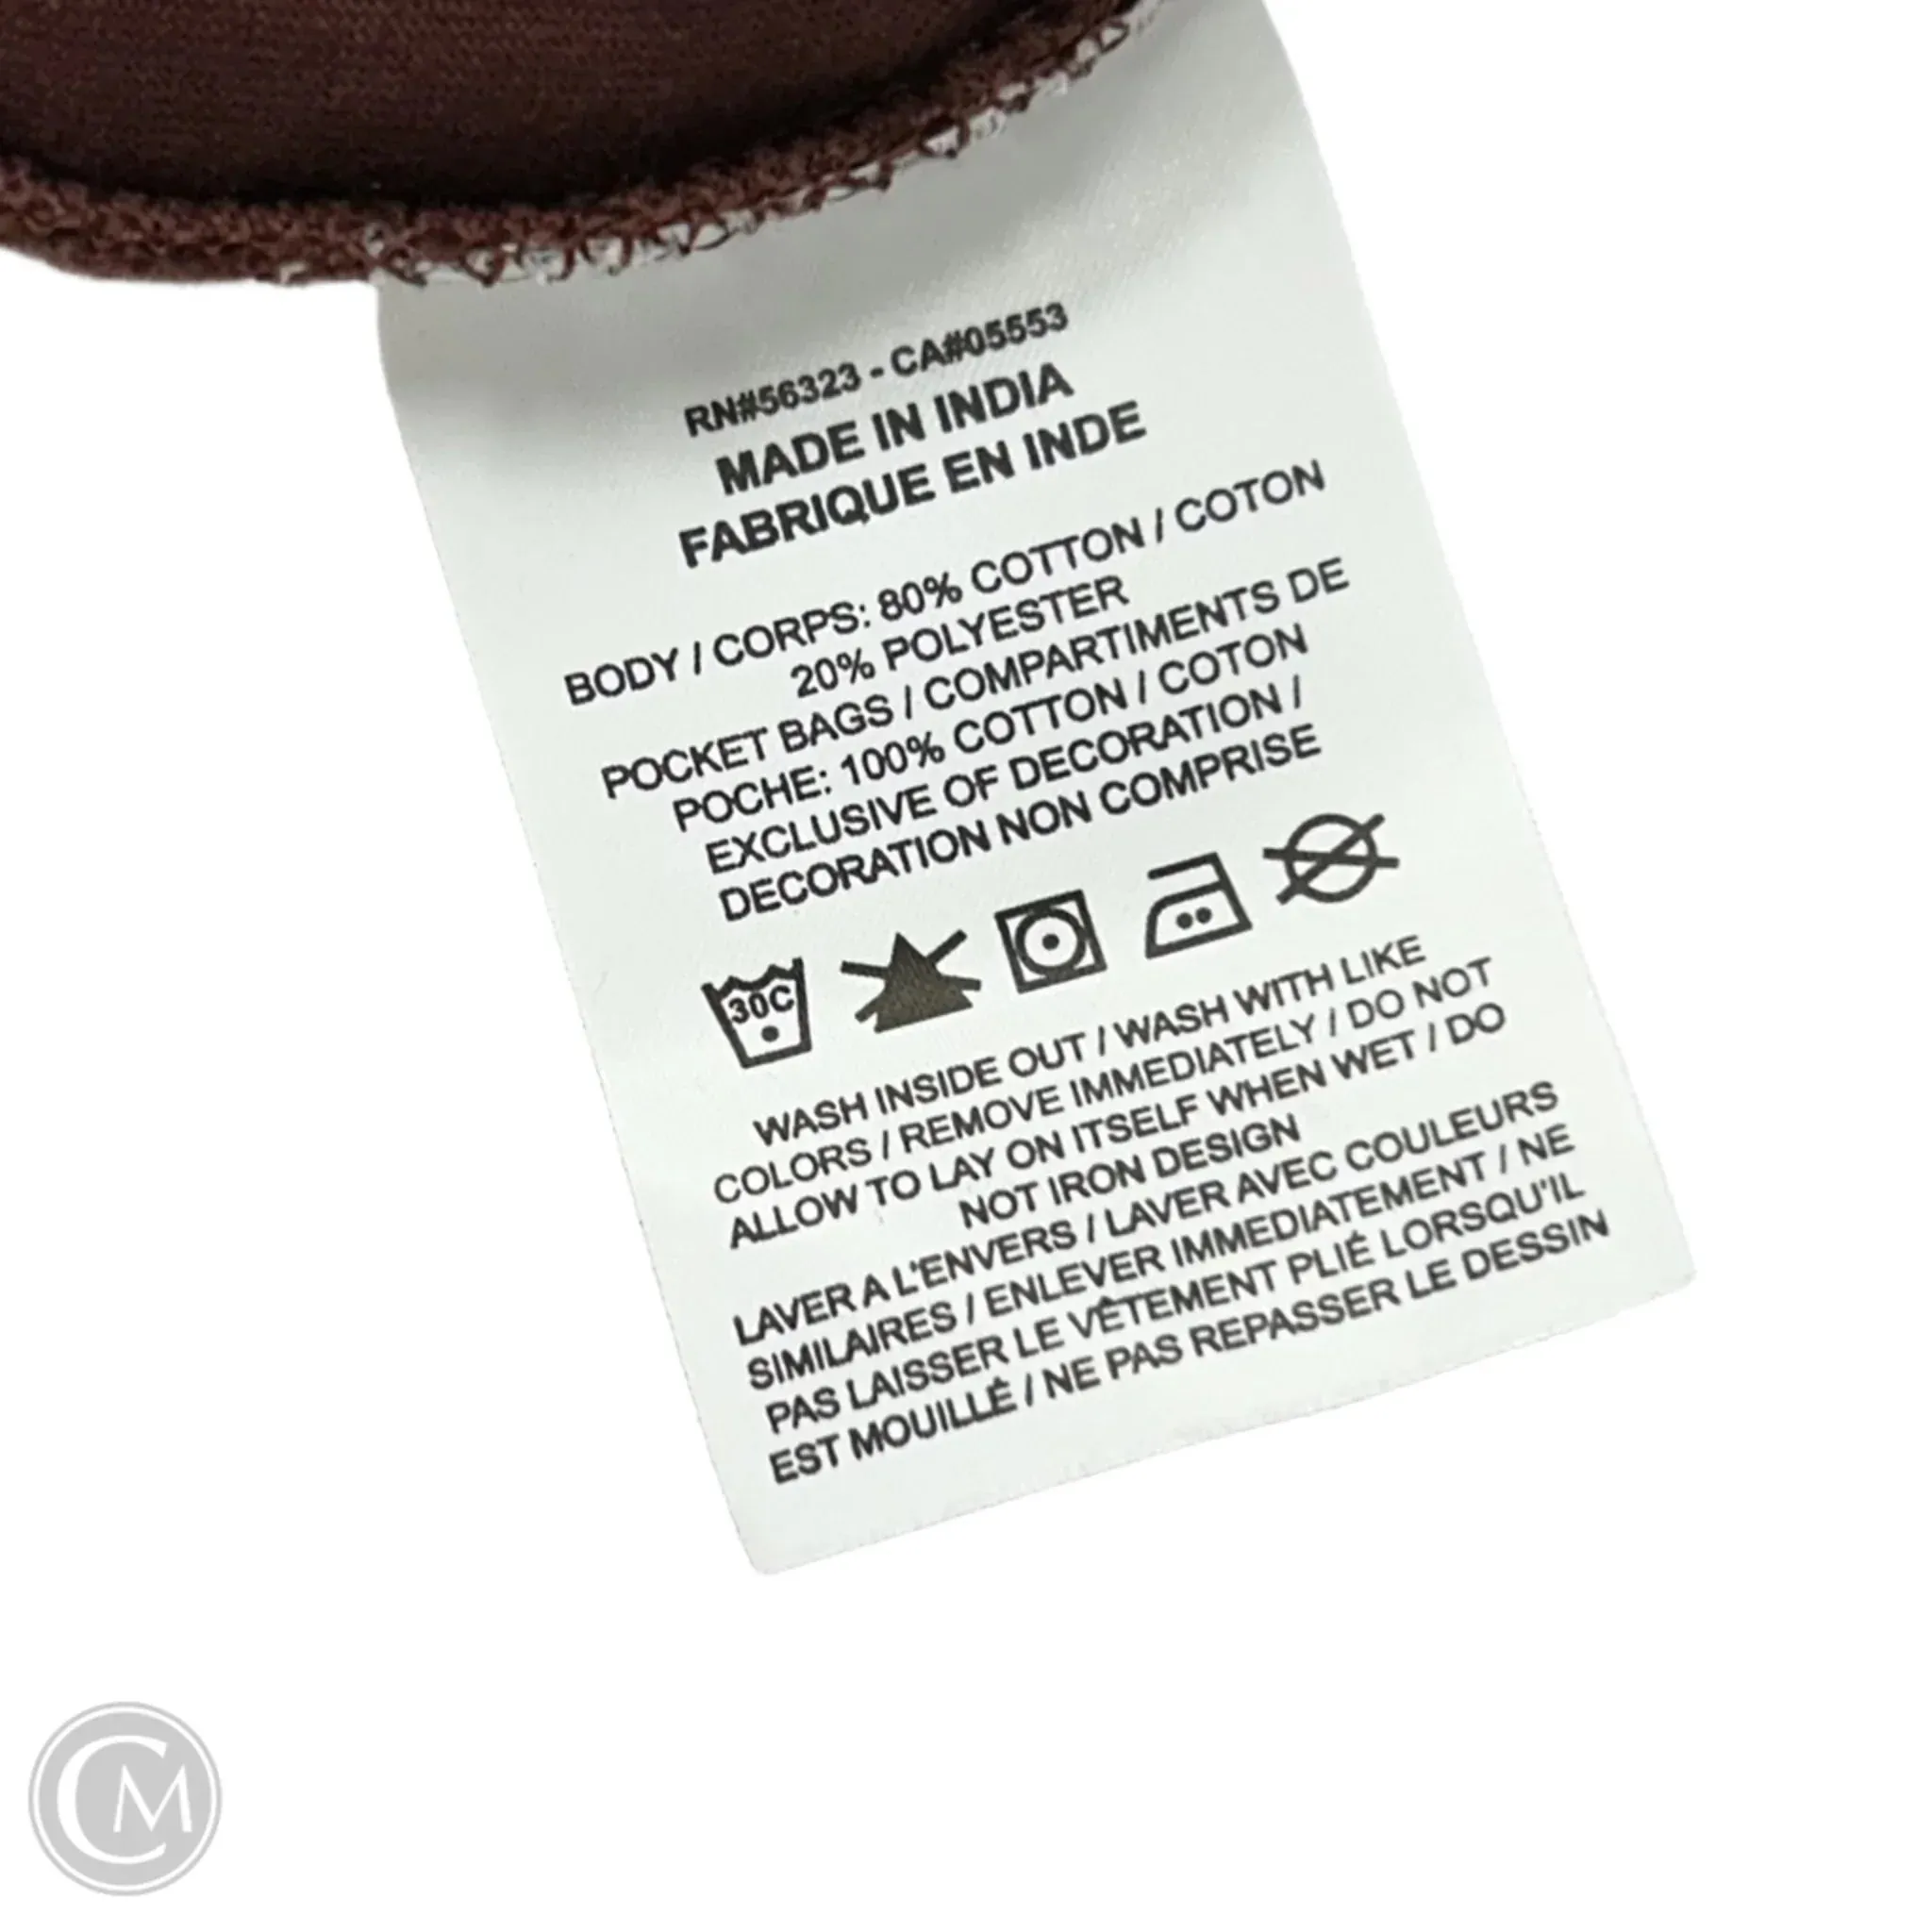 RN#56323 - CA#05553
MADE IN INDIA
FABRIQUE EN INDE
BODY / CORPS: 80% COTTON / COTON
20% POLYESTER
POCKET BAGS / COMPARTIMENTS DE
POCHE: 100% COTTON / COTON
EXCLUSIVE OF DECORATION /
DECORATION NON COMPRISE
30C
WASH INSIDE OUT / WASH WITH LIKE
COLORS / REMOVE IMMEDIATELY / DO NOT
ALLOW TO LAY ON ITSELF WHEN WET / DO
NOT IRON DESIGN
LAVER A L'ENVERS / LAVER AVEC COULEURS
SIMILAIRES / ENLEVER IMMEDIATEMENT / NE
PAS LAISSER LE VÊTEMENT PLIÉ LORSQU'IL
EST MOUILLÉ / NE PAS REPASSER LE DESSIN
CM